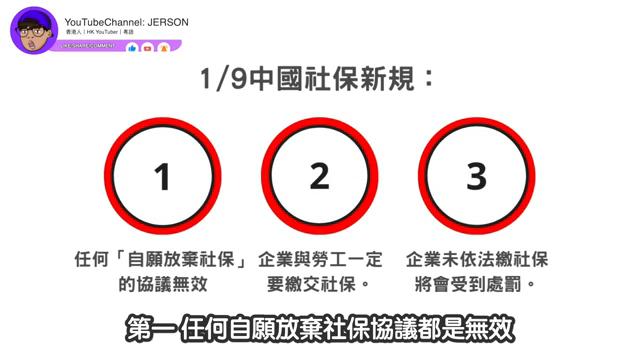 YouTubeChannel: JERSON
香港人 | HK YouTuber | 粵語
LIKE/SHARE/COMMENT
1/9中國社保新規：
1
2
3
任何「自願放棄社保」
的協議無效
企業與勞工一定
要繳交社保。
企業未依法繳社保
將會受到處罰。
第一 任何自願放棄社保協議都是無效